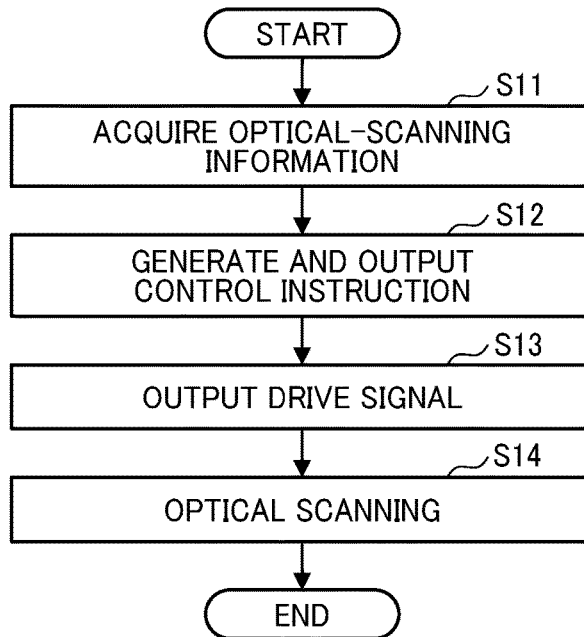 START
S11
ACQUIRE OPTICAL-SCANNING
INFORMATION
S12
GENERATE AND OUTPUT
CONTROL INSTRUCTION
S13
OUTPUT DRIVE SIGNAL
S14
OPTICAL SCANNING
END